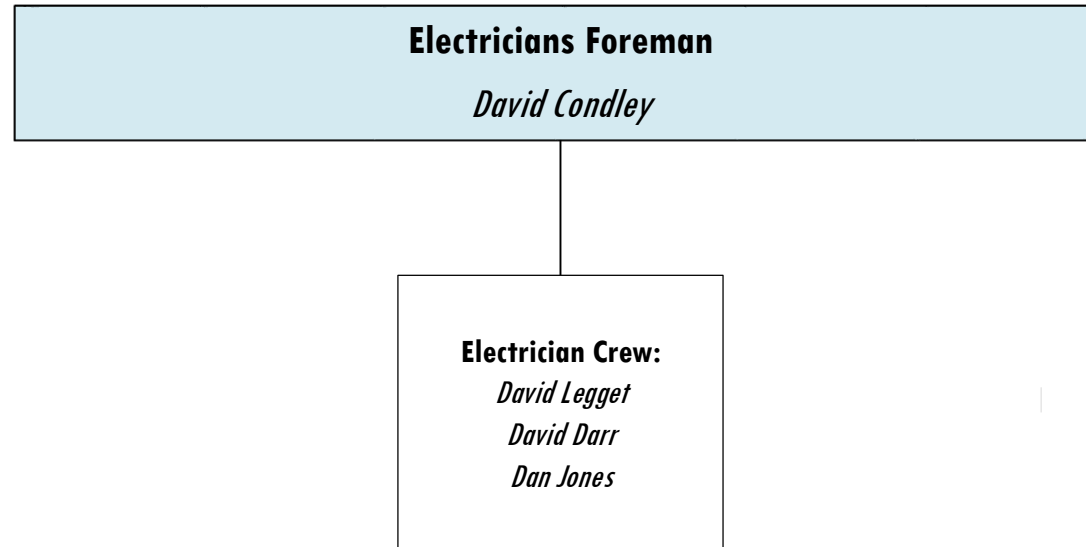 Electricians Foreman
David Condley
Electrician Crew:
David Legget
David Darr
Dan Jones